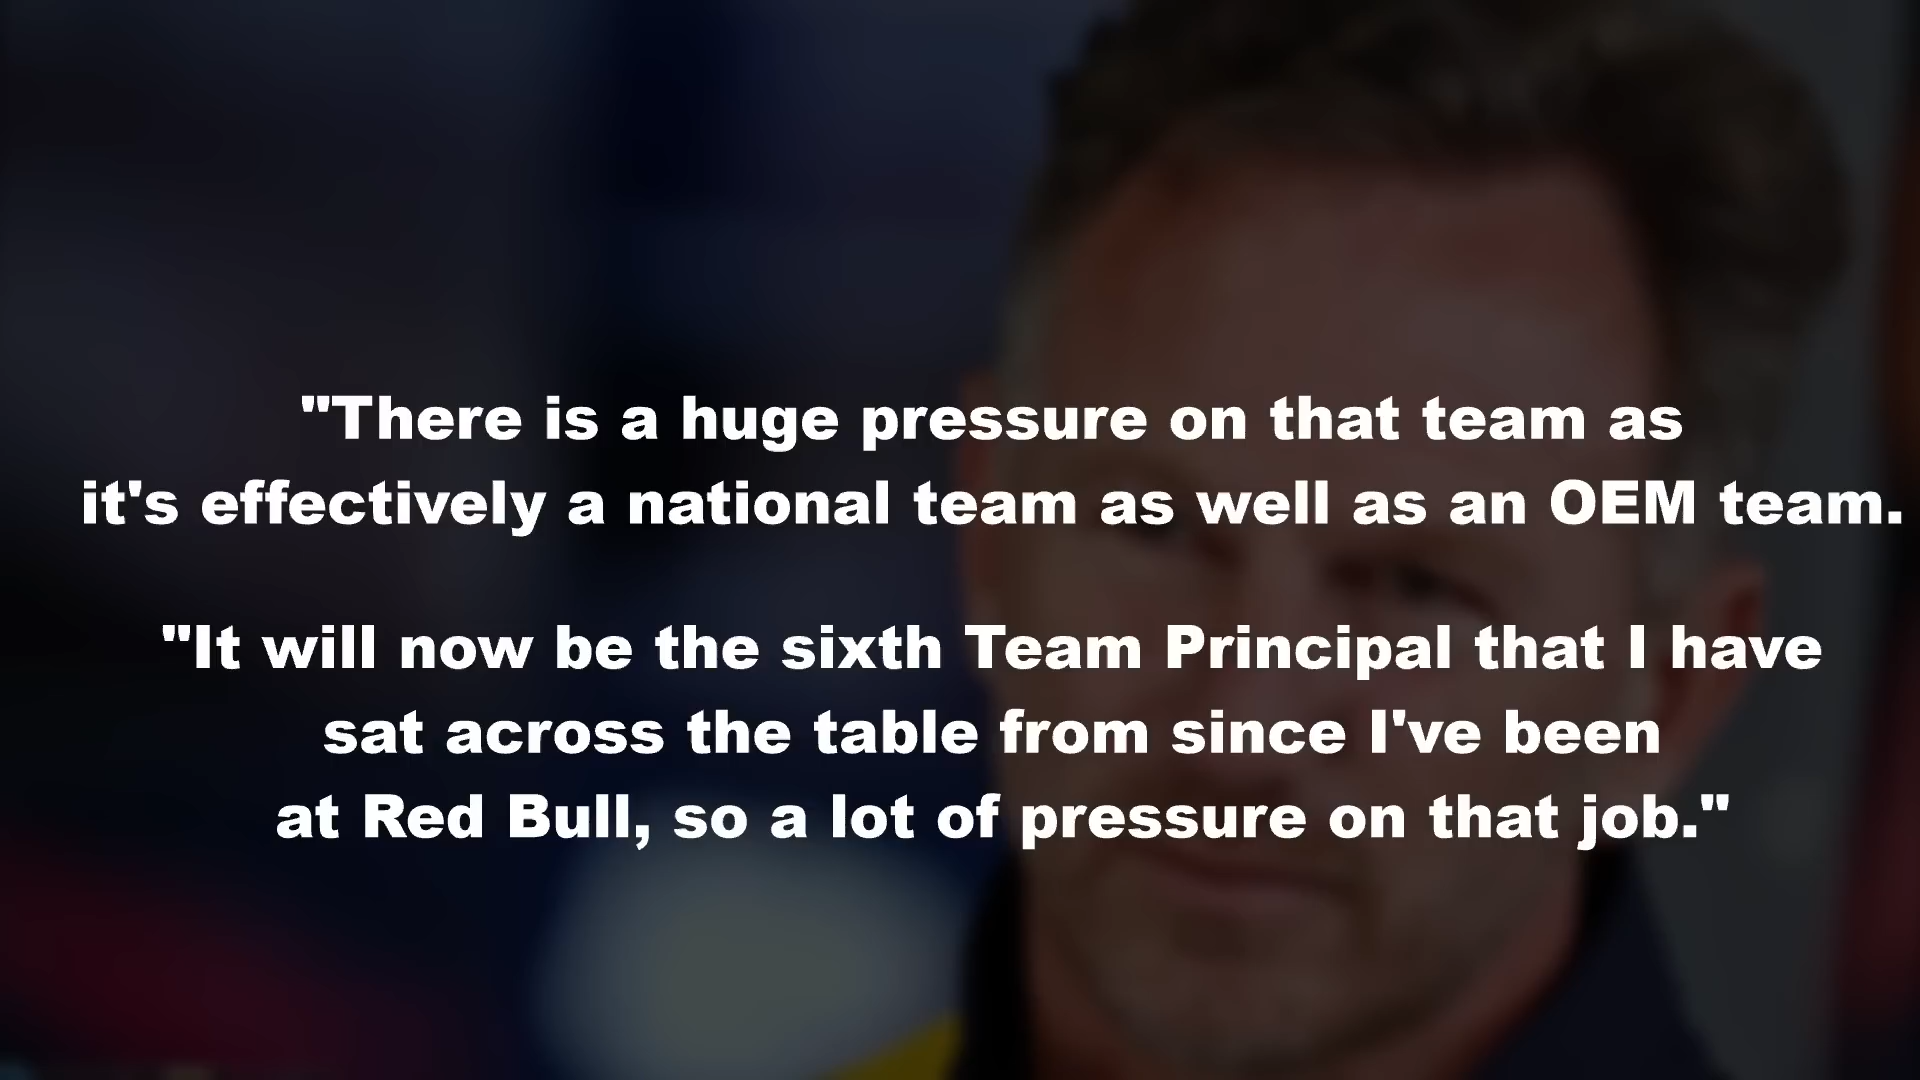 "There is a huge pressure on that team as
it's effectively a national team as well as an OEM team.
"It will now be the sixth Team Principal that I have
sat across the table from since I've been
at Red Bull, so a lot of pressure on that job."